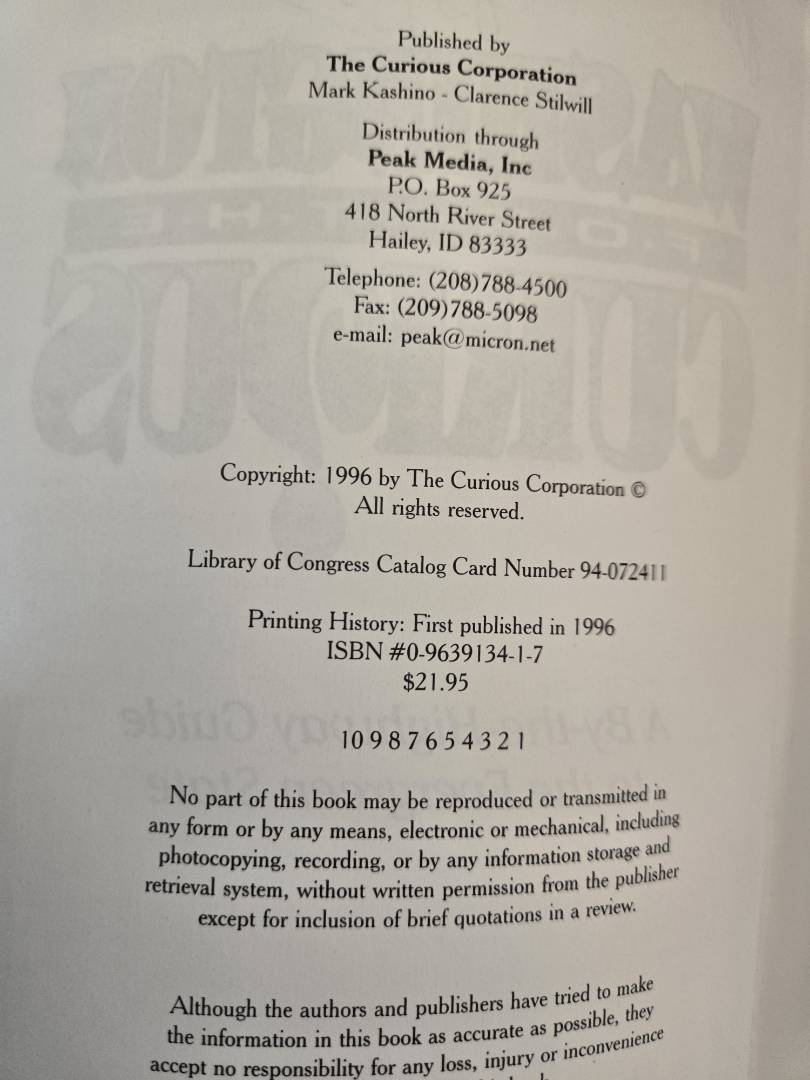 Published by
The Curious Corporation
Mark Kashino - Clarence Stilwill
Distribution through
Peak Media, Inc
P.O. Box 925
418 North River Street
Hailey, ID 83333
Telephone: (208)788-4500
Fax: (209)788-5098
e-mail: peak@micron.net
Copyright: 1996 by The Curious Corporation ©
All rights reserved.
Library of Congress Catalog Card Number 94-072411
Printing History: First published in 1996
ISBN #0-9639134-1-7
$21.95
10 9 8 7 6 5 4 3 2 1
No part of this book may be reproduced or transmitted in
any form or by any means, electronic or mechanical, including
photocopying, recording, or by any information storage and
retrieval system, without written permission from the publisher
except for inclusion of brief quotations in a review.
Although the authors and publishers have tried to make
the information in this book as accurate as possible, they
accept no responsibility for any loss, injury or inconvenience